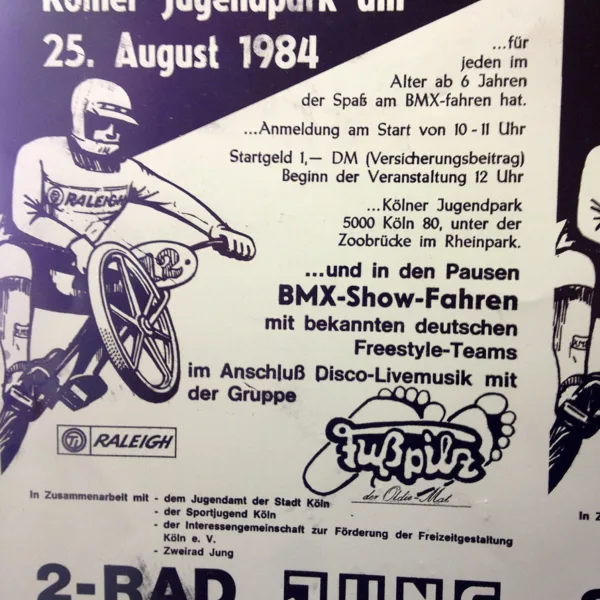 Kölner Jugendpark am
25. August 1984
...für
jeden im
Alter ab 6 Jahren
der Spaß am BMX-fahren hat.
...Anmeldung am Start von 10-11 Uhr
Startgeld 1,— DM (Versicherungsbeitrag)
Beginn der Veranstaltung 12 Uhr
...Kölner Jugendpark
5000 Köln 80, unter der
Zoobrücke im Rheinpark.
...und in den Pausen
BMX-Show-Fahren
mit bekannten deutschen
Freestyle-Teams
im Anschluß Disco-Livemusik mit
der Gruppe
Fußpilz
RALEIGH
12
TI RALEIGH
In Zusammenarbeit mit - dem Jugendamt der Stadt Köln
- der Sportjugend Köln
- der Interessengemeinschaft zur Förderung der Freizeitgestaltung
Köln e. V.
- Zweirad Jung
2-RAD JUNG